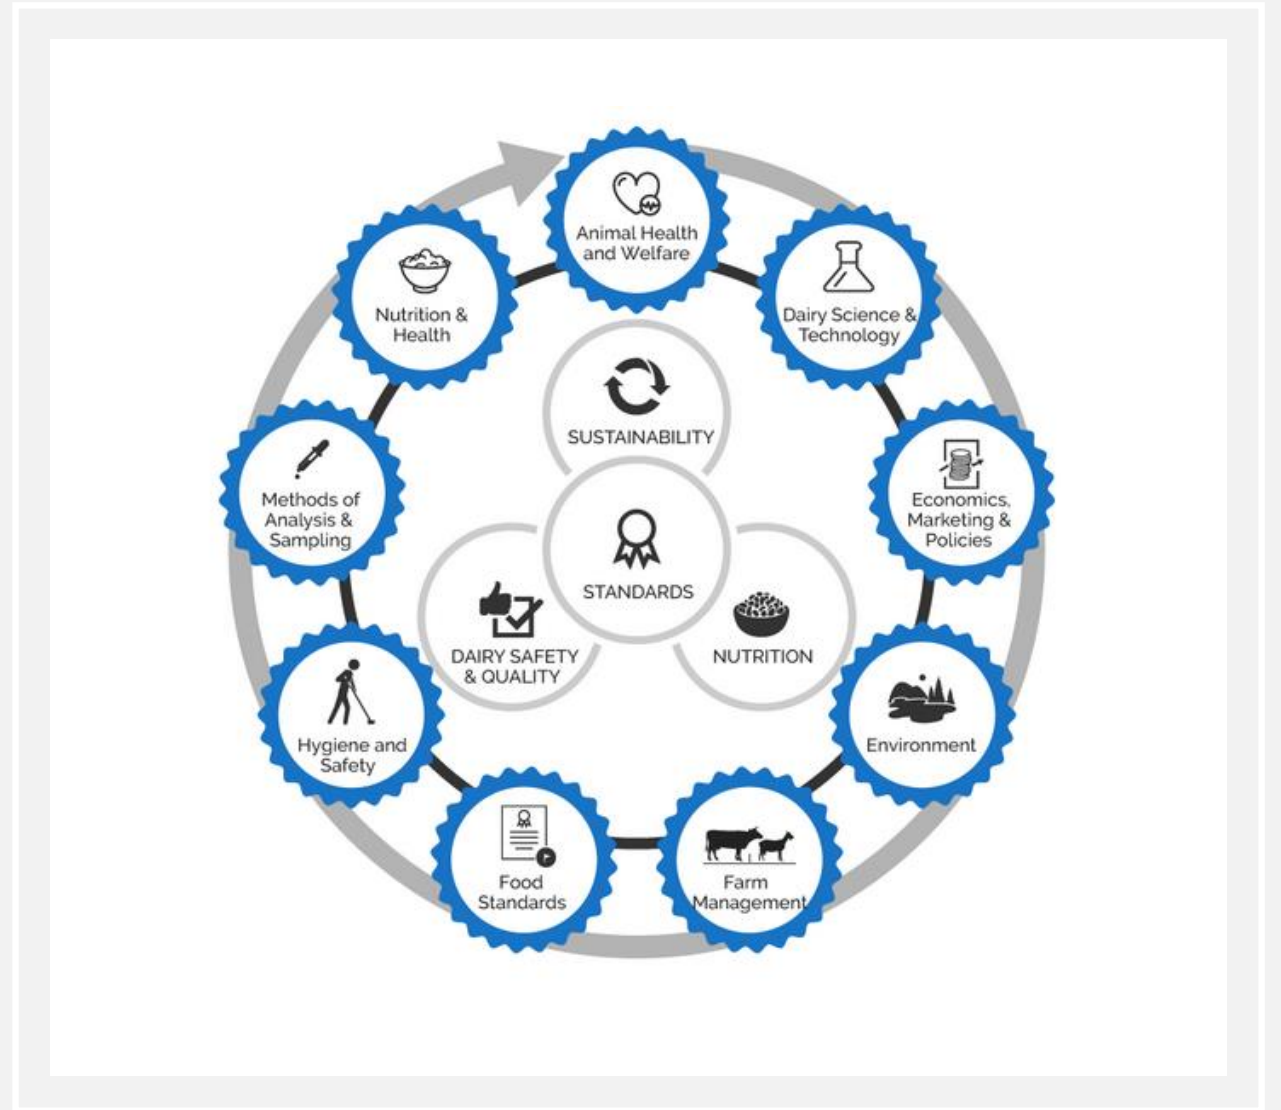 Animal Health
and Welfare
Dairy Science &
Technology
Economics,
Marketing &
Policies
Environment
Farm
Management
Food
Standards
Hygiene and
Safety
Methods of
Analysis &
Sampling
Nutrition &
Health
SUSTAINABILITY
STANDARDS
DAIRY SAFETY
& QUALITY
NUTRITION